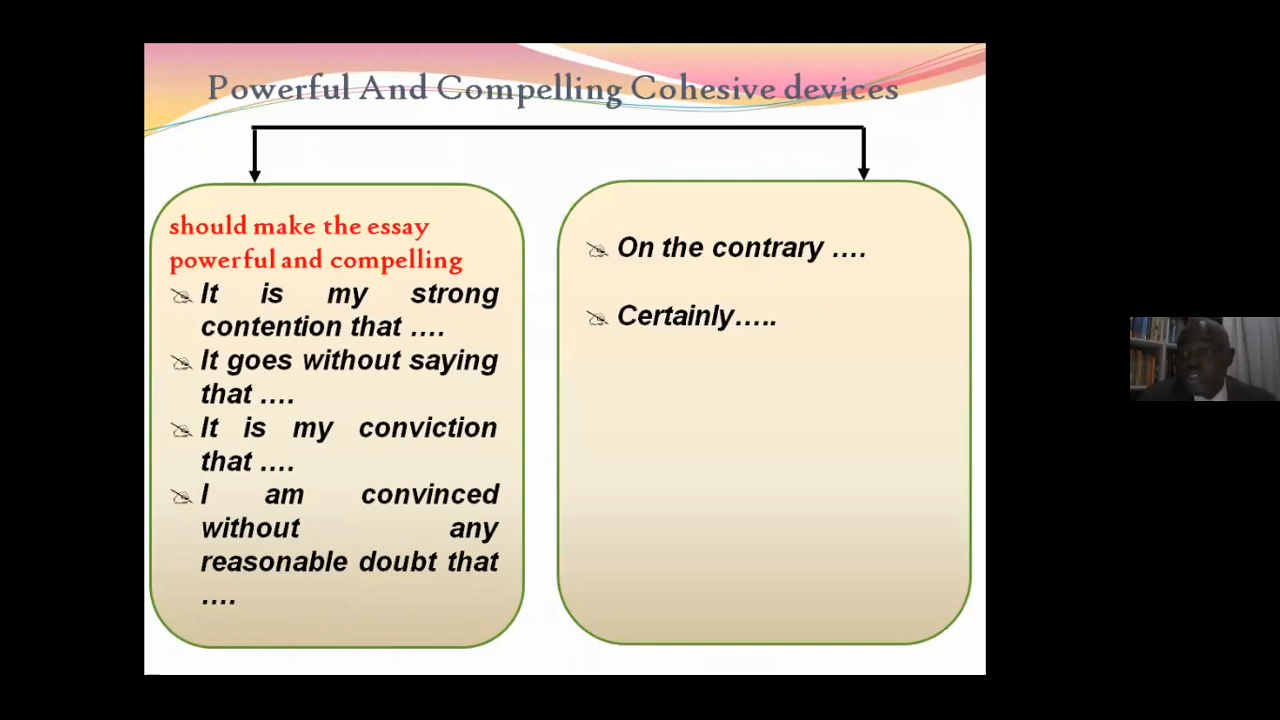 Powerful And Compelling Cohesive devices
should make the essay
powerful and compelling
It is my strong
contention that ….
It goes without saying
that ….
It is my conviction
that ….
I am convinced
without any
reasonable doubt that
….
On the contrary ….
Certainly…..